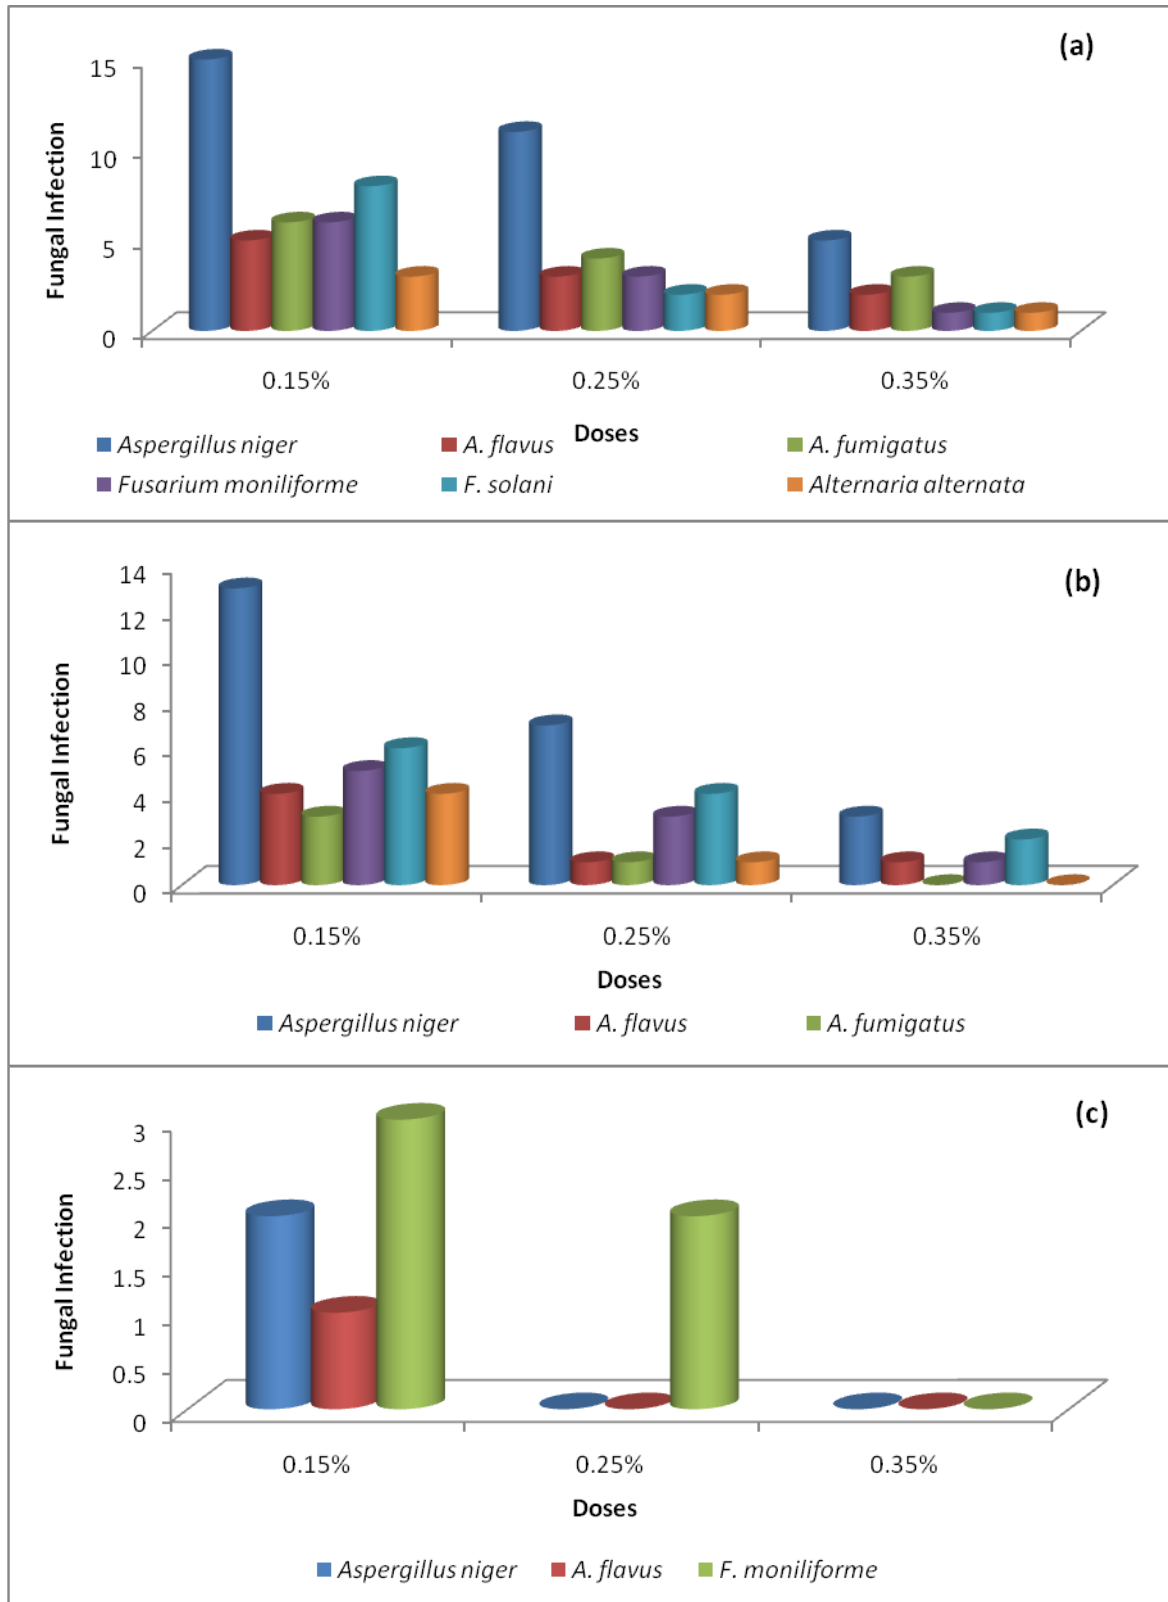 (a)
Fungal Infection
15
10
5
0
0.15% 0.25% 0.35%
Doses
Aspergillus niger A. flavus A. fumigatus
Fusarium moniliforme F. solani Alternaria alternata
(b)
Fungal Infection
14
12
10
8
6
4
2
0
0.15% 0.25% 0.35%
Doses
Aspergillus niger A. flavus A. fumigatus
(c)
Fungal Infection
3
2.5
2
1.5
1
0.5
0
0.15% 0.25% 0.35%
Doses
Aspergillus niger A. flavus F. moniliforme